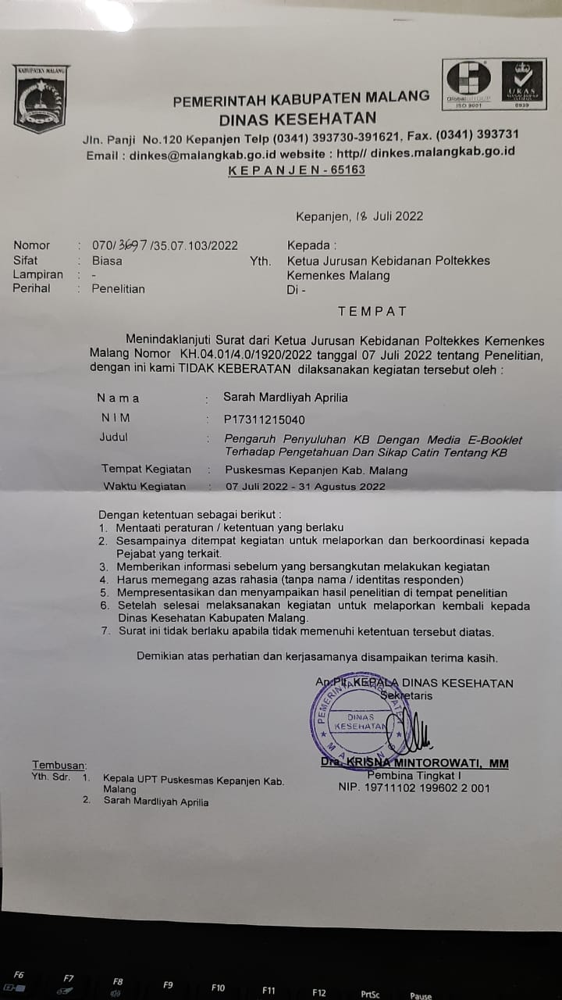 KABUPATEN MALANG
Global GROUP
ISO 9001
UKAS
0939
PEMERINTAH KABUPATEN MALANG
DINAS KESEHATAN
Jln. Panji No.120 Kepanjen Telp (0341) 393730-391621, Fax. (0341) 393731
Email : dinkes@malangkab.go.id website : http// dinkes.malangkab.go.id
K E P A N J E N - 65163
Kepanjen, 18 Juli 2022
Nomor : 070/3697/35.07.103/2022
Sifat : Biasa
Lampiran : -
Perihal : Penelitian
Kepada :
Yth. Ketua Jurusan Kebidanan Poltekkes
Kemenkes Malang
Di -
T E M P A T
Menindaklanjuti Surat dari Ketua Jurusan Kebidanan Poltekkes Kemenkes
Malang Nomor KH.04.01/4.0/1920/2022 tanggal 07 Juli 2022 tentang Penelitian,
dengan ini kami TIDAK KEBERATAN dilaksanakan kegiatan tersebut oleh :
N a m a : Sarah Mardliyah Aprilia
N I M : P17311215040
Judul : Pengaruh Penyuluhan KB Dengan Media E-Booklet
Terhadap Pengetahuan Dan Sikap Catin Tentang KB
Tempat Kegiatan : Puskesmas Kepanjen Kab. Malang
Waktu Kegiatan : 07 Juli 2022 - 31 Agustus 2022
Dengan ketentuan sebagai berikut :
1. Mentaati peraturan / ketentuan yang berlaku
2. Sesampainya ditempat kegiatan untuk melaporkan dan berkoordinasi kepada
Pejabat yang terkait.
3. Memberikan informasi sebelum yang bersangkutan melakukan kegiatan
4. Harus memegang azas rahasia (tanpa nama / identitas responden)
5. Mempresentasikan dan menyampaikan hasil penelitian di tempat penelitian
6. Setelah selesai melaksanakan kegiatan untuk melaporkan kembali kepada
Dinas Kesehatan Kabupaten Malang.
7. Surat ini tidak berlaku apabila tidak memenuhi ketentuan tersebut diatas.
Demikian atas perhatian dan kerjasamanya disampaikan terima kasih.
An.Plt. KEPALA DINAS KESEHATAN
Sekretaris
PEMERINTAH KABUPATEN
DINAS
KESEHATAN
MALANG
Dra. KRISNA MINTOROWATI, MM
Pembina Tingkat I
NIP. 19711102 199602 2 001
Tembusan:
Yth. Sdr. 1. Kepala UPT Puskesmas Kepanjen Kab.
Malang
2. Sarah Mardliyah Aprilia
F6 F7 F8 F9 F10 F11 F12 PrtSc Pause